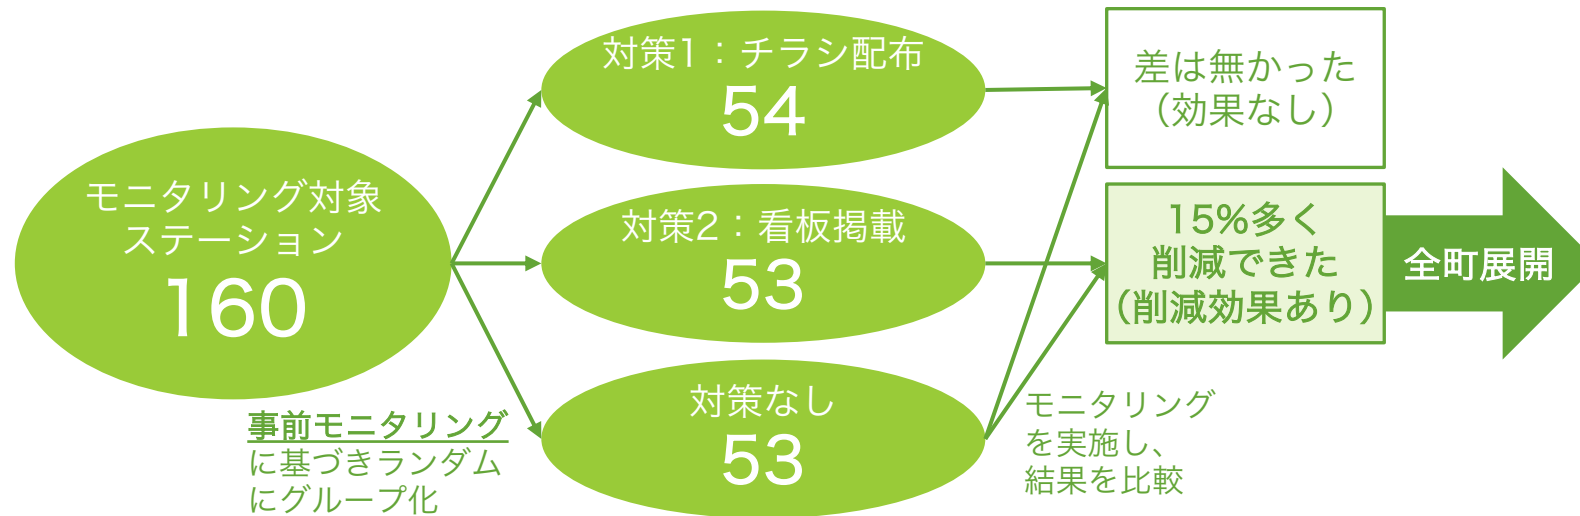 モニタリング対象
ステーション
160
事前モニタリング
に基づきランダム
にグループ化
対策1：チラシ配布
54
対策2：看板掲載
53
対策なし
53
モニタリング
を実施し、
結果を比較
差は無かった
（効果なし）
15%多く
削減できた
（削減効果あり）
全町展開